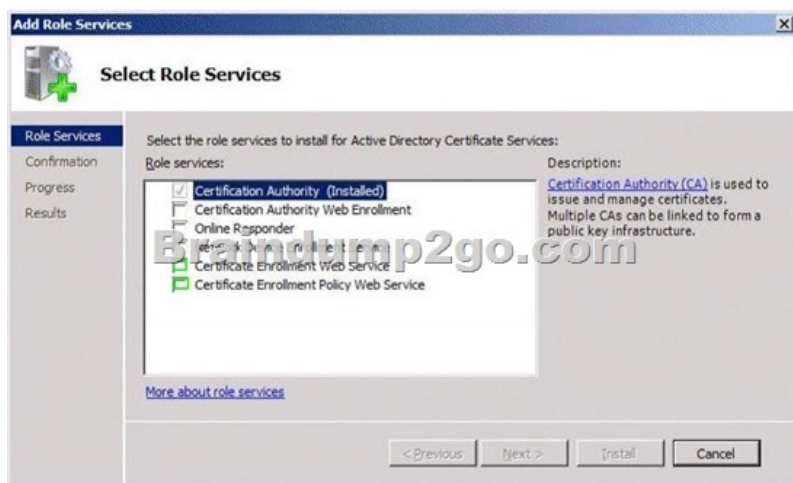 Add Role Services
Select Role Services
Role Services
Confirmation
Progress
Results
Select the role services to install for Active Directory Certificate Services:
Role services:
Certification Authority (Installed)
Certification Authority Web Enrollment
Online Responder
Certificate Enrollment Web Service
Certificate Enrollment Policy Web Service
Description:
Certification Authority (CA) is used to
issue and manage certificates.
Multiple CAs can be linked to form a
public key infrastructure.
Braindump2go.com
More about role services
< Previous
Next >
Install
Cancel